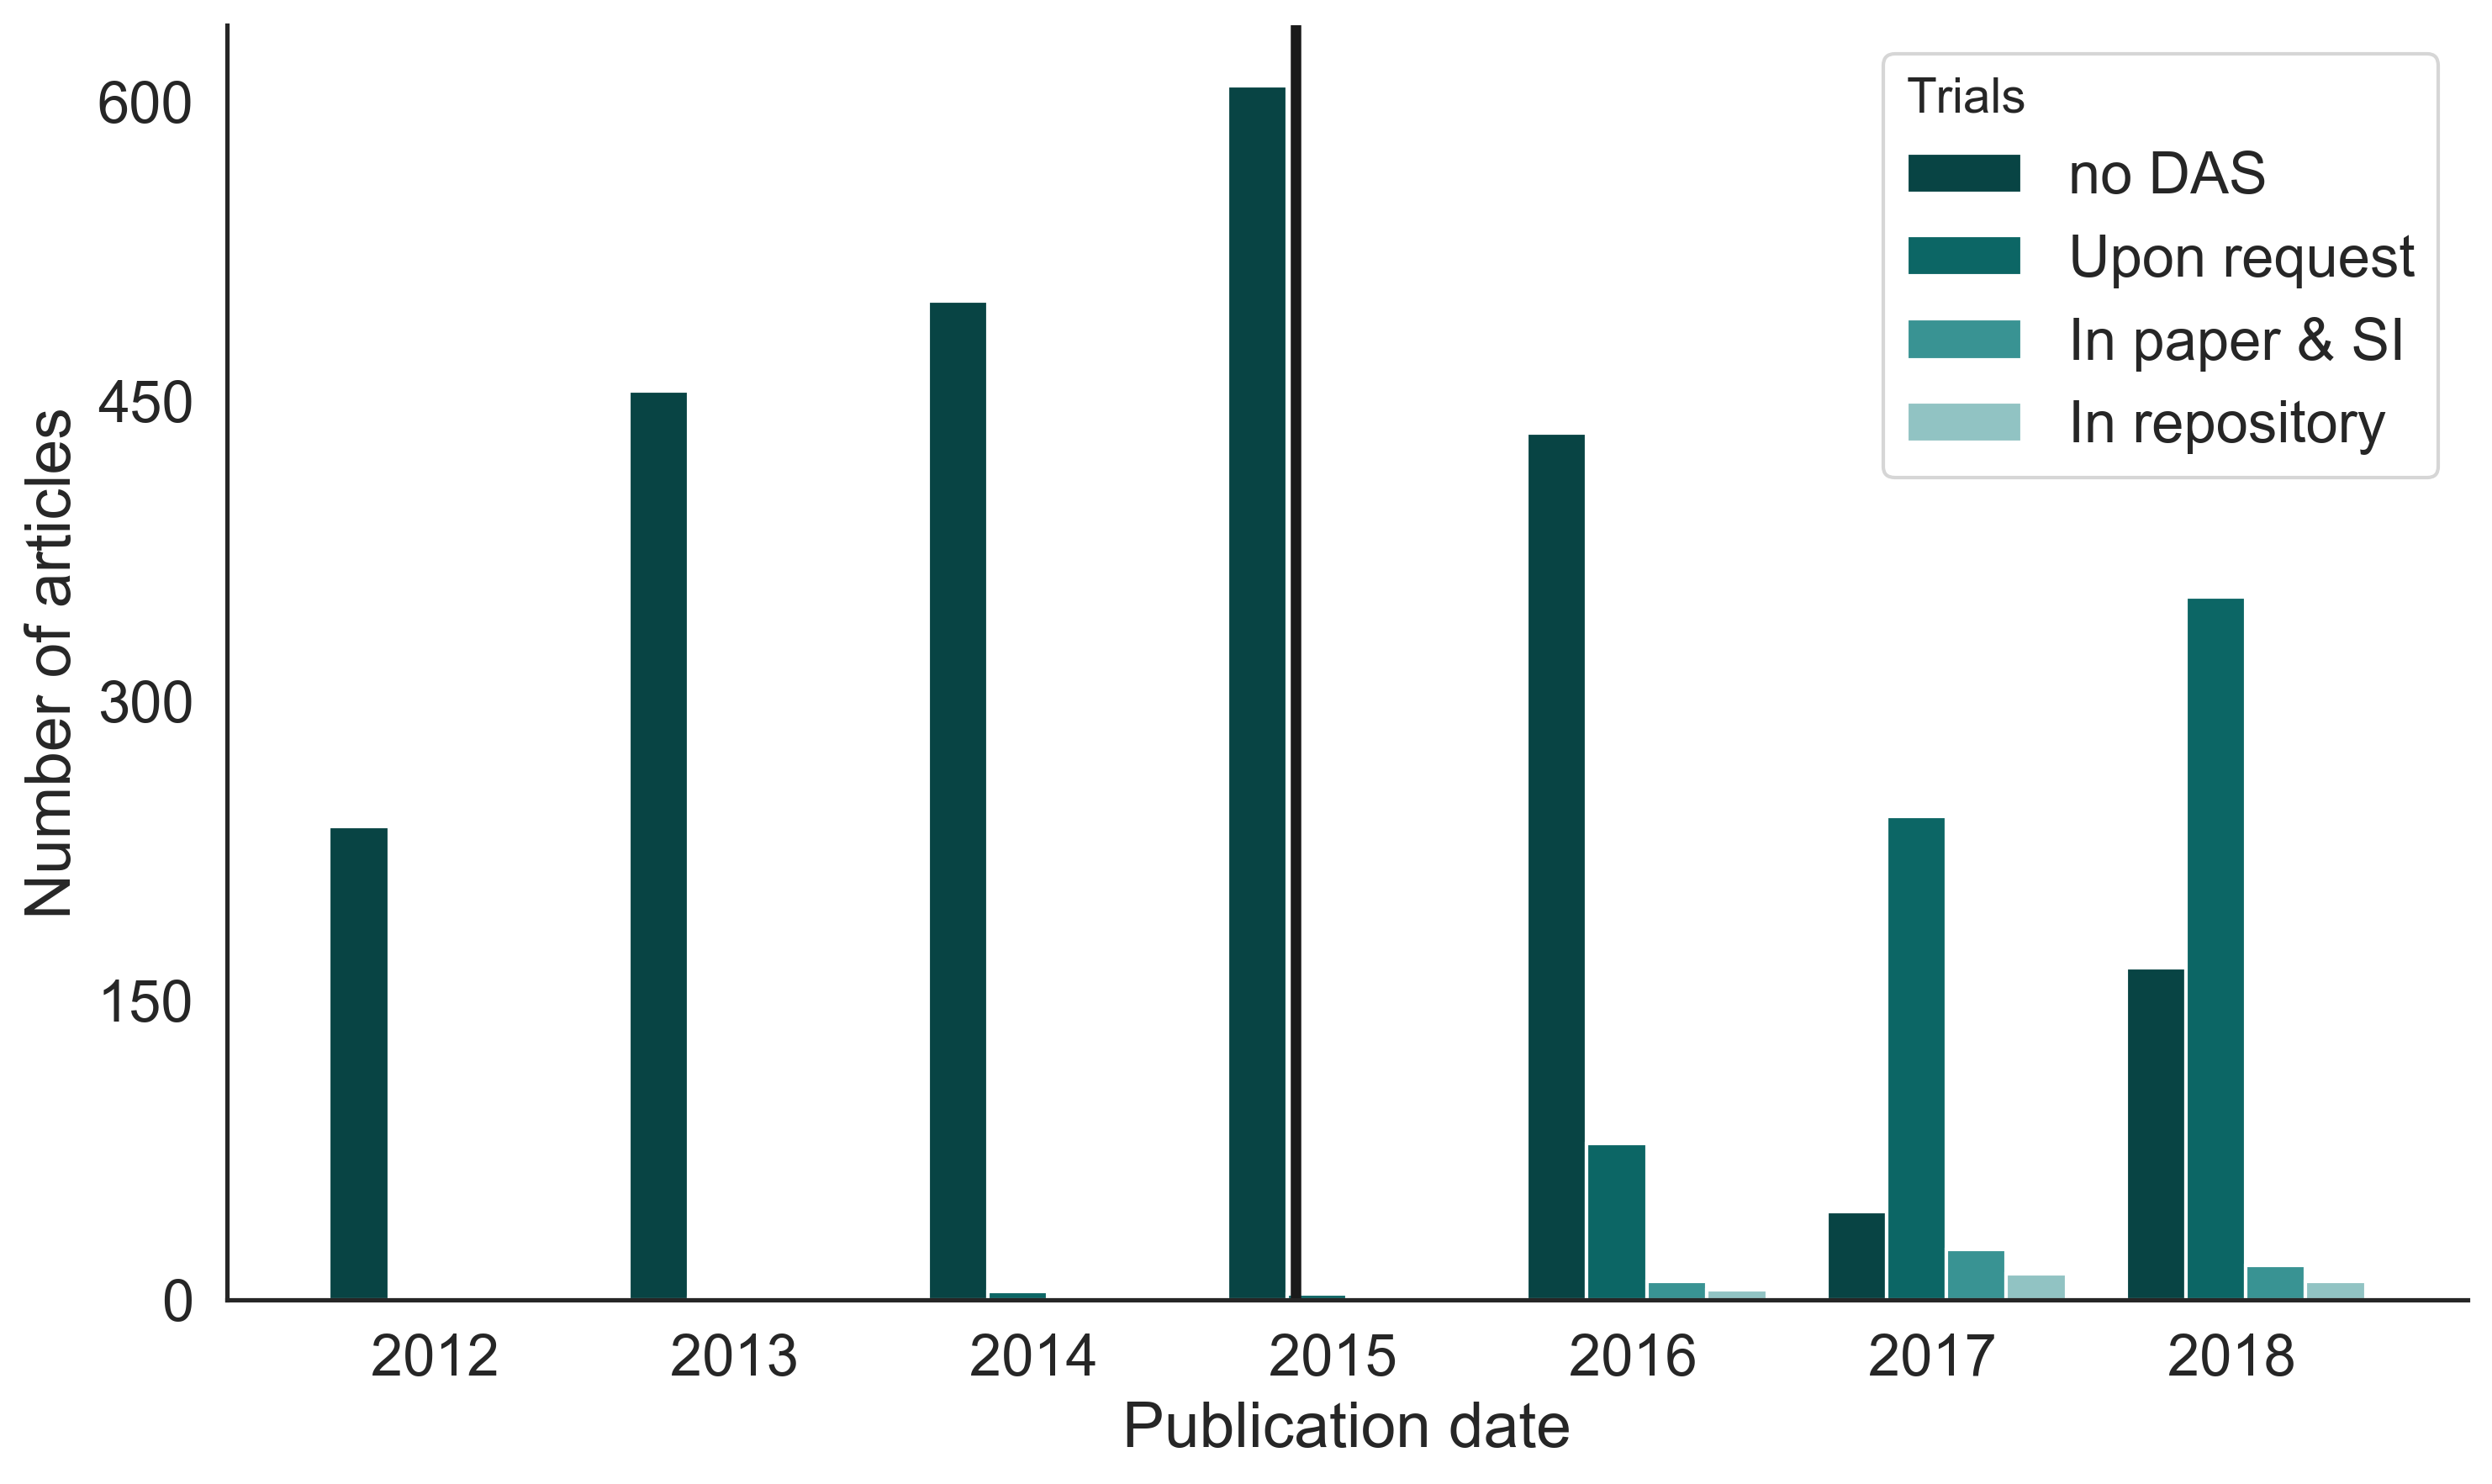 Number of articles
600
450
300
150
0
Trials
no DAS
Upon request
In paper & SI
In repository
2012
2013
2014
2015
2016
2017
2018
Publication date